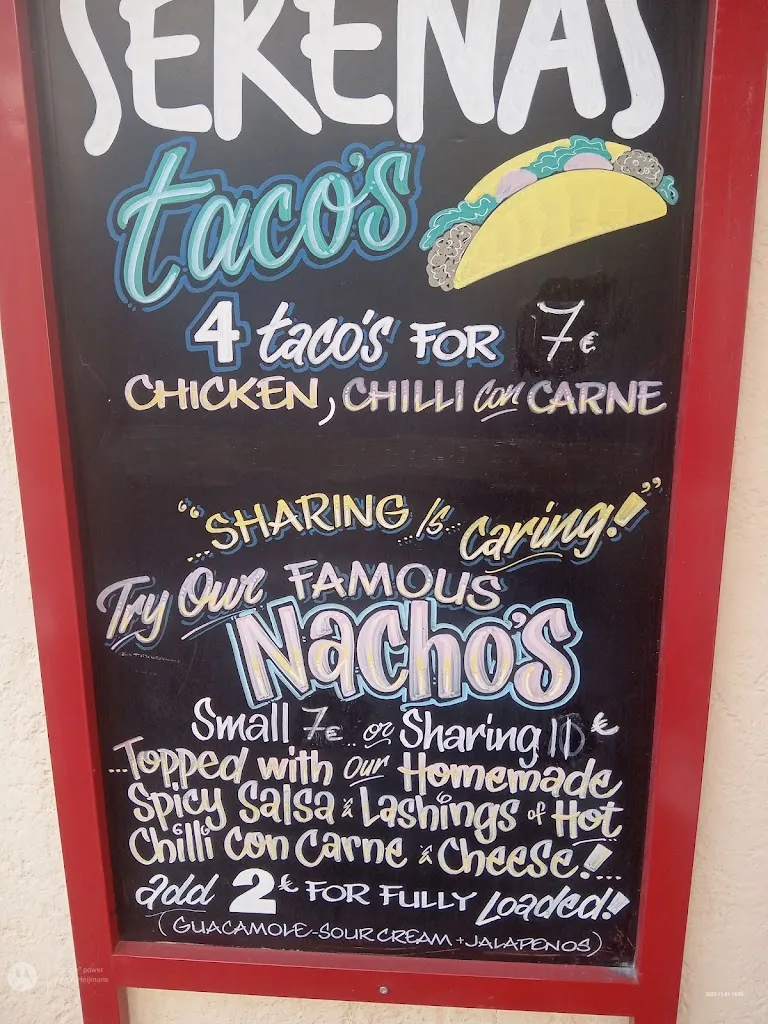 SERENAS
taco's
4 taco's FOR 7€
CHICKEN, CHILLI con CARNE
"...SHARING is... caring!"
Try Our FAMOUS
Nacho's
Small 7€.. or Sharing 10€
...Topped with our Homemade
Spicy Salsa & Lashings of Hot
Chilli Con Carne & Cheese!...
add 2€ FOR FULLY Loaded!
(GUACAMOLE-SOUR CREAM + JALAPENOS)
power
Heijmans